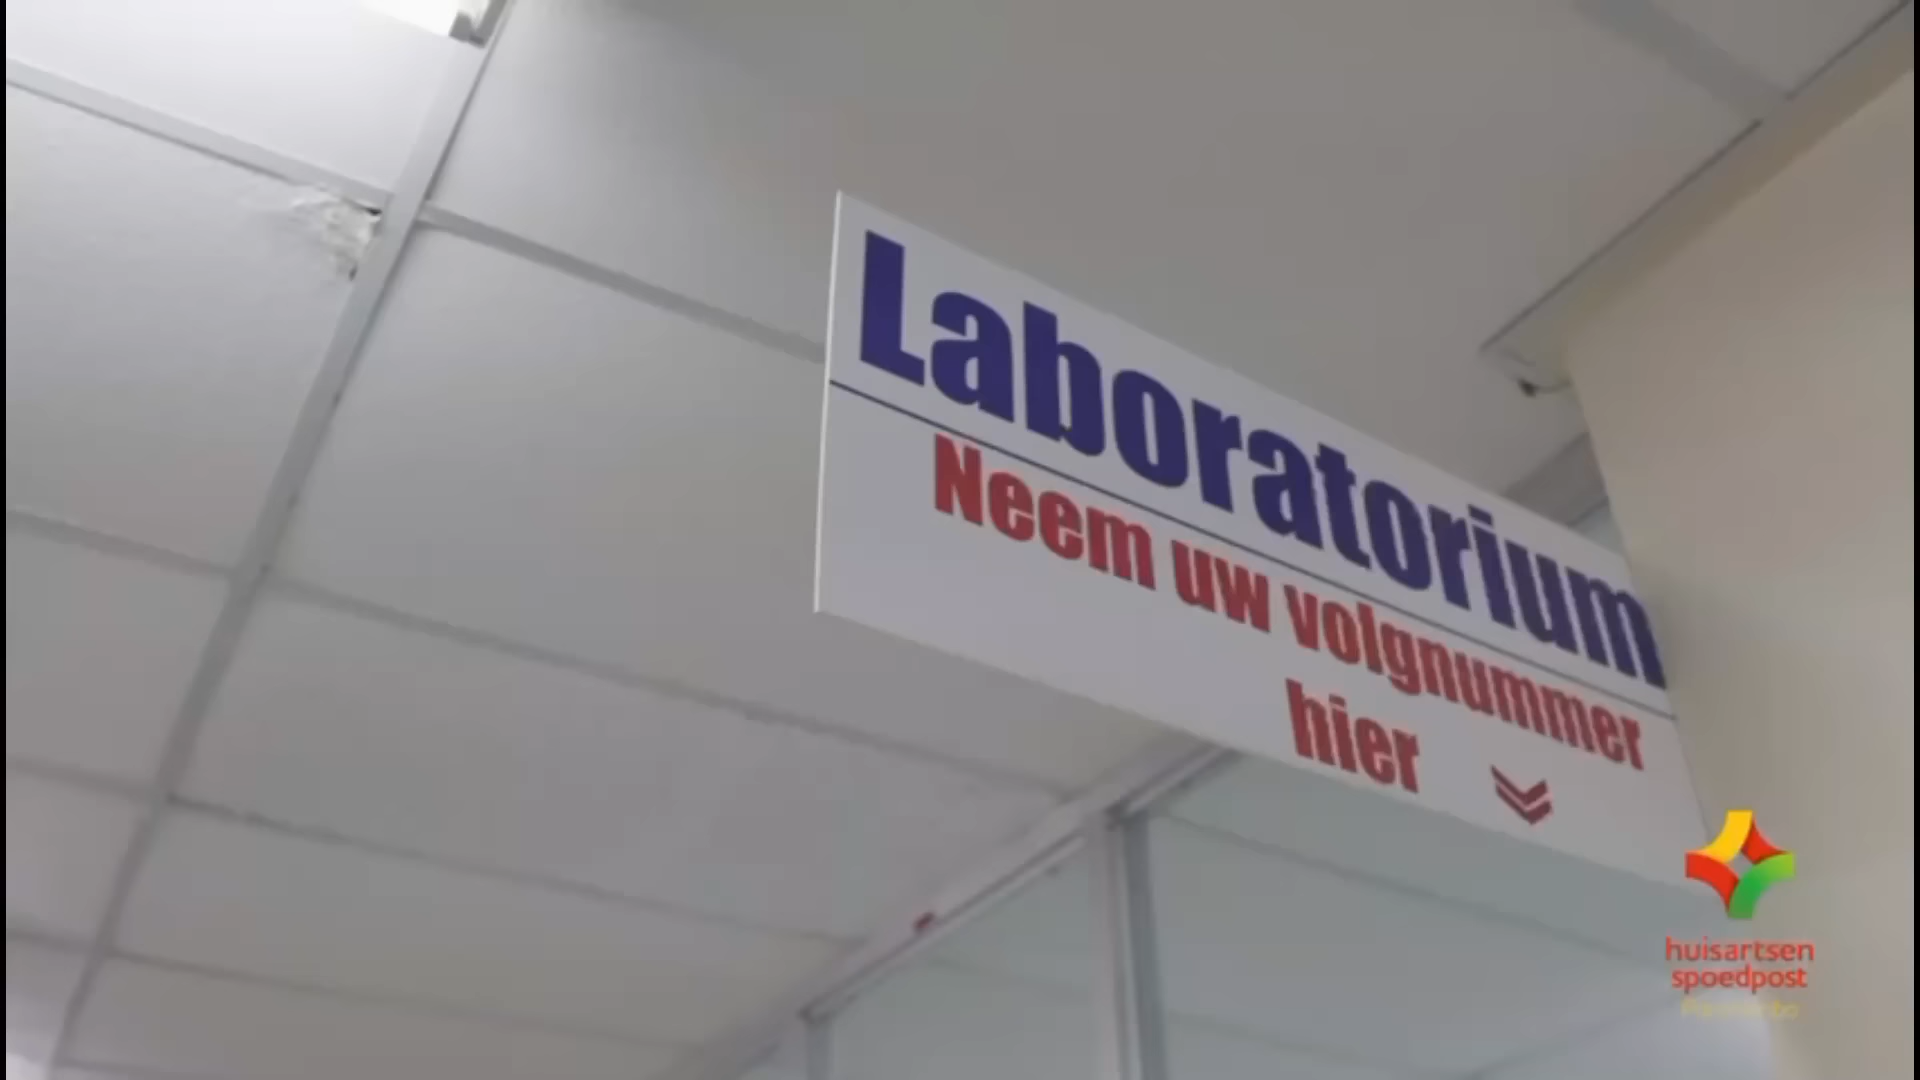 Laboratorium
Neem uw volgnummer
hier
huisartsen
spoedpost